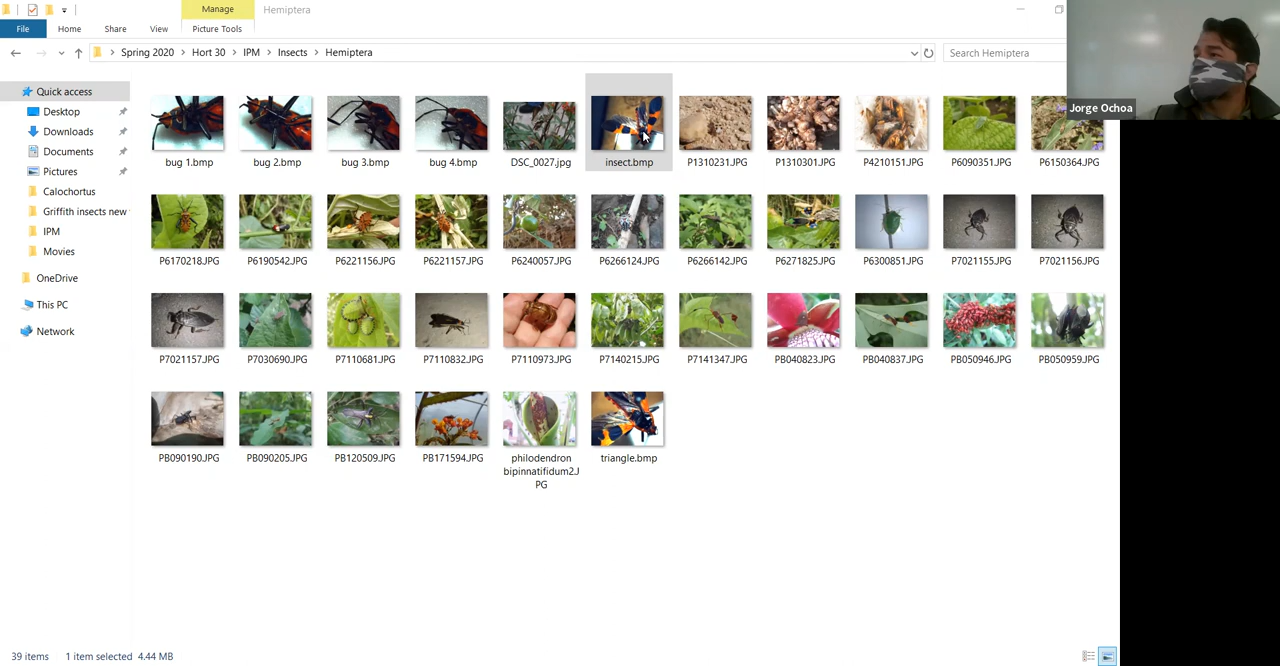 Manage
Hemiptera
File
Home
Share
View
Picture Tools
Spring 2020
Hort 30
IPM
Insects
Hemiptera
Search Hemiptera
Jorge Ochoa
Quick access
Desktop
Downloads
Documents
Pictures
Calochortus
Griffith insects new
IPM
Movies
OneDrive
This PC
Network
bug 1.bmp
bug 2.bmp
bug 3.bmp
bug 4.bmp
DSC_0027.jpg
insect.bmp
P1310231.JPG
P1310301.JPG
P4210151.JPG
P6090351.JPG
P6150364.JPG
P6170218.JPG
P6190542.JPG
P6221156.JPG
P6221157.JPG
P6240057.JPG
P6266124.JPG
P6266142.JPG
P6271825.JPG
P6300851.JPG
P7021155.JPG
P7021156.JPG
P7021157.JPG
P7030690.JPG
P7110681.JPG
P7110832.JPG
P7110973.JPG
P7140215.JPG
P7141347.JPG
PB040823.JPG
PB040837.JPG
PB050946.JPG
PB050959.JPG
PB090190.JPG
PB090205.JPG
PB120509.JPG
PB171594.JPG
philodendron
bipinnatifidum2.J
PG
triangle.bmp
39 items
1 item selected 4.44 MB